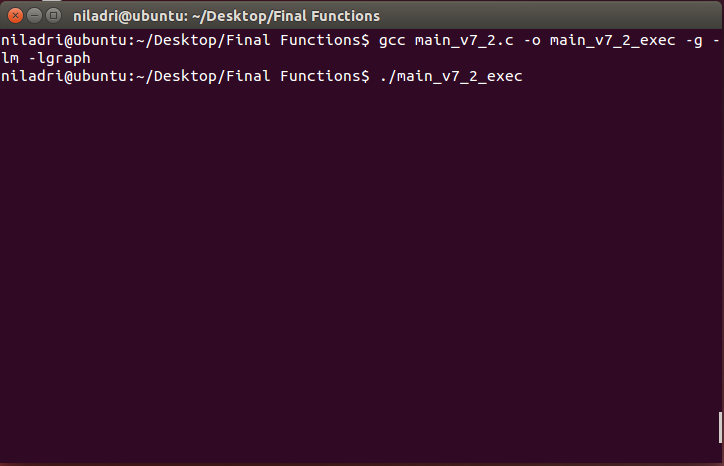 niladri@ubuntu: ~/Desktop/Final Functions
niladri@ubuntu:~/Desktop/Final Functions$ gcc main_v7_2.c -o main_v7_2_exec -g -
lm -lgraph
niladri@ubuntu:~/Desktop/Final Functions$ ./main_v7_2_exec